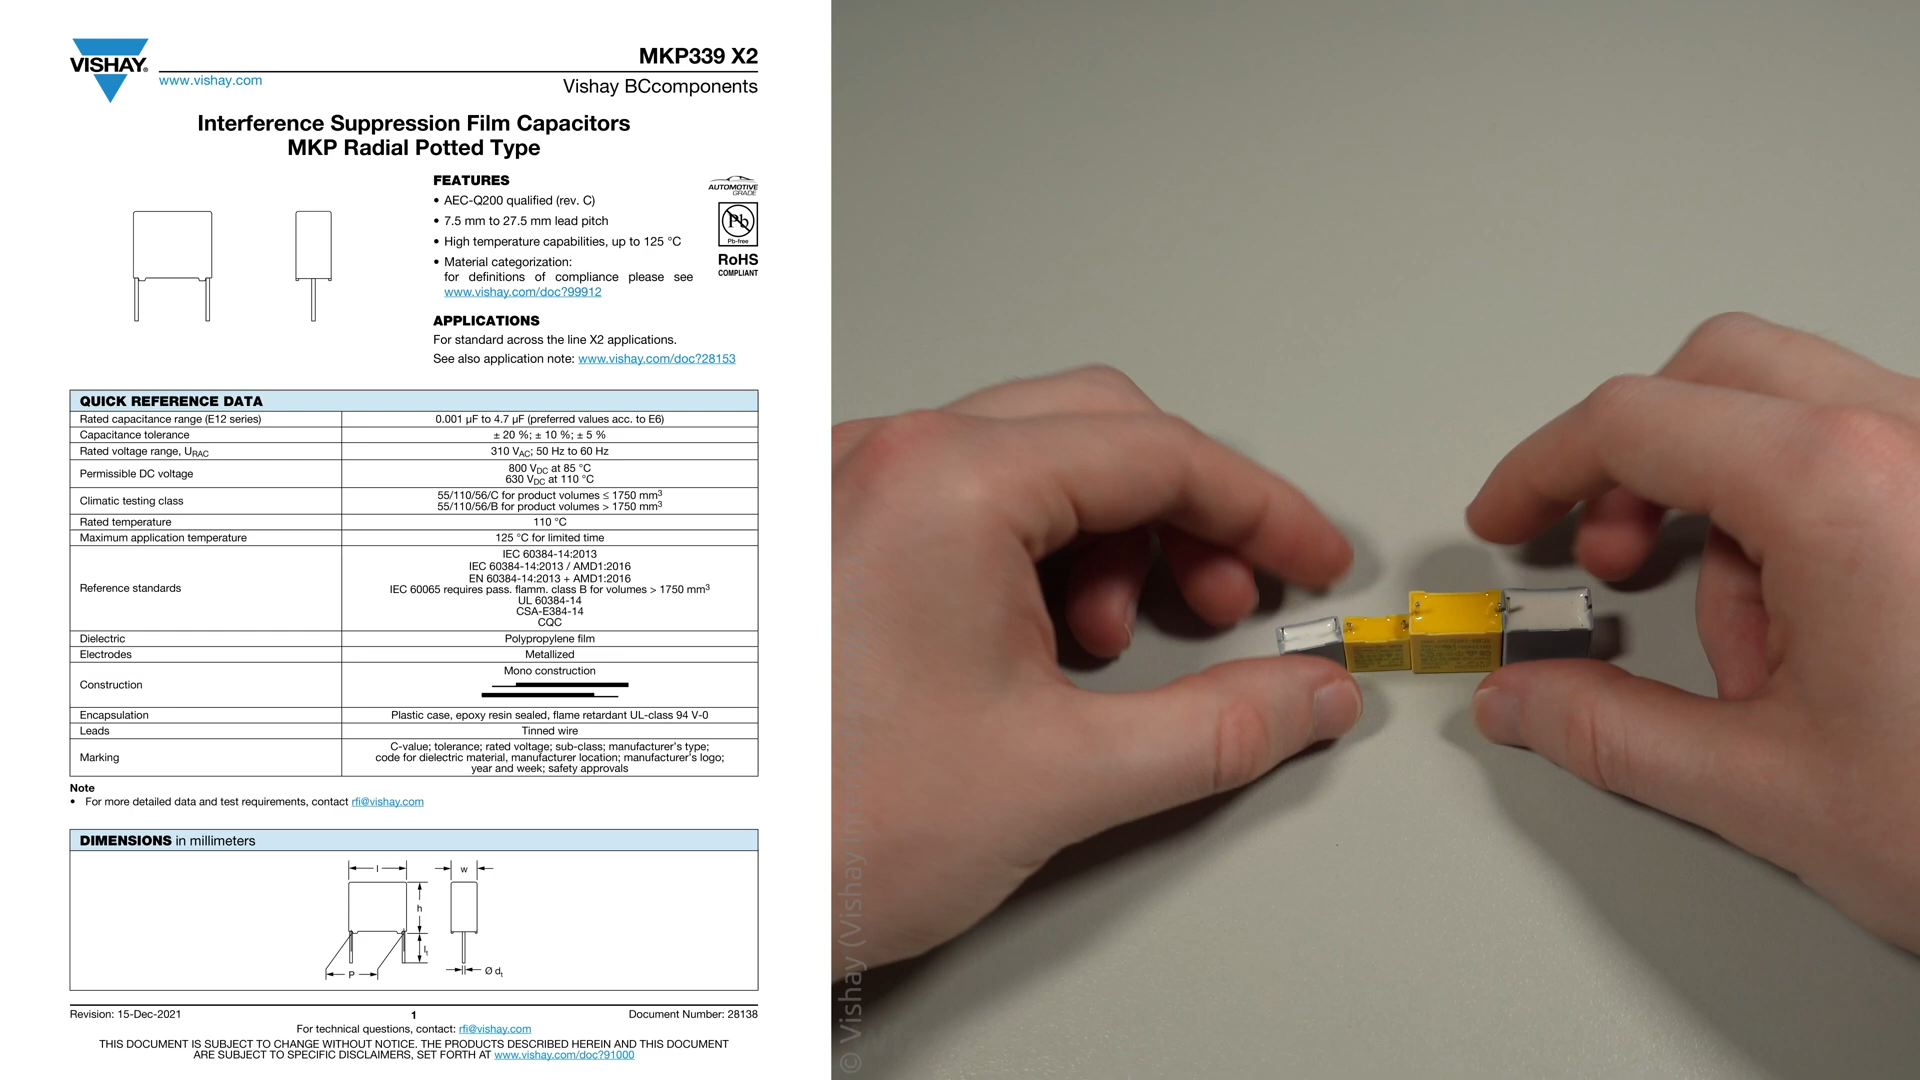 VISHAY®
www.vishay.com
MKP339 X2
Vishay BCcomponents
Interference Suppression Film Capacitors
MKP Radial Potted Type
FEATURES
• AEC-Q200 qualified (rev. C)
• 7.5 mm to 27.5 mm lead pitch
• High temperature capabilities, up to 125 °C
• Material categorization:
for definitions of compliance please see
www.vishay.com/doc?99912
AUTOMOTIVE
GRADE
Pb
Pb-free
RoHS
COMPLIANT
APPLICATIONS
For standard across the line X2 applications.
See also application note: www.vishay.com/doc?28153
QUICK REFERENCE DATA
Rated capacitance range (E12 series) 0.001 μF to 4.7 μF (preferred values acc. to E6)
Capacitance tolerance ± 20 %; ± 10 %; ± 5 %
Rated voltage range, URAC 310 VAC; 50 Hz to 60 Hz
Permissible DC voltage
800 VDC at 85 °C
630 VDC at 110 °C
Climatic testing class
55/110/56/C for product volumes ≤ 1750 mm³
55/110/56/B for product volumes > 1750 mm³
Rated temperature 110 °C
Maximum application temperature 125 °C for limited time
Reference standards
IEC 60384-14:2013
IEC 60384-14:2013 / AMD1:2016
EN 60384-14:2013 + AMD1:2016
IEC 60065 requires pass. flamm. class B for volumes > 1750 mm³
UL 60384-14
CSA-E384-14
CQC
Dielectric Polypropylene film
Electrodes Metallized
Construction Mono construction
Encapsulation Plastic case, epoxy resin sealed, flame retardant UL-class 94 V-0
Leads Tinned wire
Marking
C-value; tolerance; rated voltage; sub-class; manufacturer's type;
code for dielectric material, manufacturer location; manufacturer's logo;
year and week; safety approvals
Note
• For more detailed data and test requirements, contact rfi@vishay.com
DIMENSIONS in millimeters
l
w
h
lt
P
Ø dt
Revision: 15-Dec-2021 1 Document Number: 28138
For technical questions, contact: rfi@vishay.com
THIS DOCUMENT IS SUBJECT TO CHANGE WITHOUT NOTICE. THE PRODUCTS DESCRIBED HEREIN AND THIS DOCUMENT
ARE SUBJECT TO SPECIFIC DISCLAIMERS, SET FORTH AT www.vishay.com/doc?91000
© Vishay (Vishay